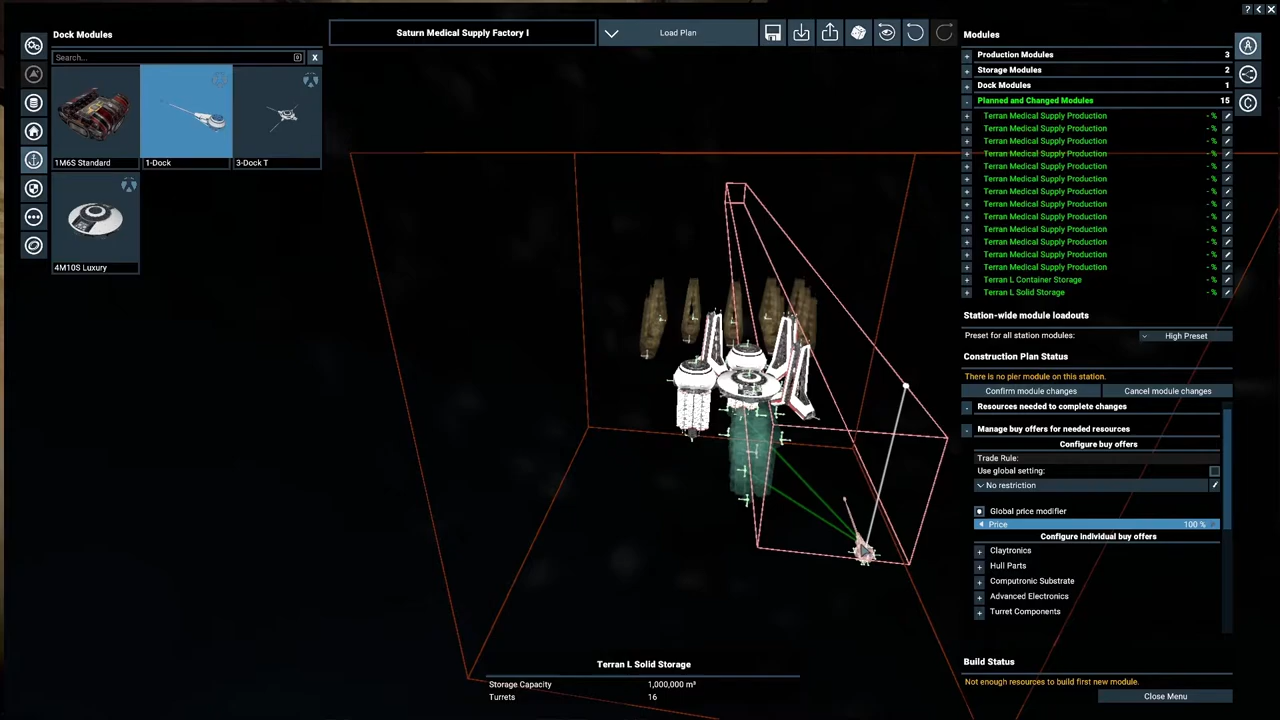 Dock Modules
Search...
X
1M6S Standard
1-Dock
3-Dock T
4M10S Luxury
Saturn Medical Supply Factory I
Load Plan
?
Modules
Production Modules 3
Storage Modules 2
Dock Modules 1
Planned and Changed Modules 15
Terran Medical Supply Production - %
Terran Medical Supply Production - %
Terran Medical Supply Production - %
Terran Medical Supply Production - %
Terran Medical Supply Production - %
Terran Medical Supply Production - %
Terran Medical Supply Production - %
Terran Medical Supply Production - %
Terran Medical Supply Production - %
Terran Medical Supply Production - %
Terran Medical Supply Production - %
Terran Medical Supply Production - %
Terran Medical Supply Production - %
Terran L Container Storage - %
Terran L Solid Storage - %
Station-wide module loadouts
Preset for all station modules: High Preset
Construction Plan Status
There is no pier module on this station.
Confirm module changes Cancel module changes
Resources needed to complete changes
Manage buy offers for needed resources
Configure buy offers
Trade Rule:
Use global setting:
No restriction
Global price modifier
Price 100 %
Configure individual buy offers
Claytronics
Hull Parts
Computronic Substrate
Advanced Electronics
Turret Components
Build Status
Not enough resources to build first new module.
Close Menu
Terran L Solid Storage
Storage Capacity 1,000,000 m³
Turrets 16